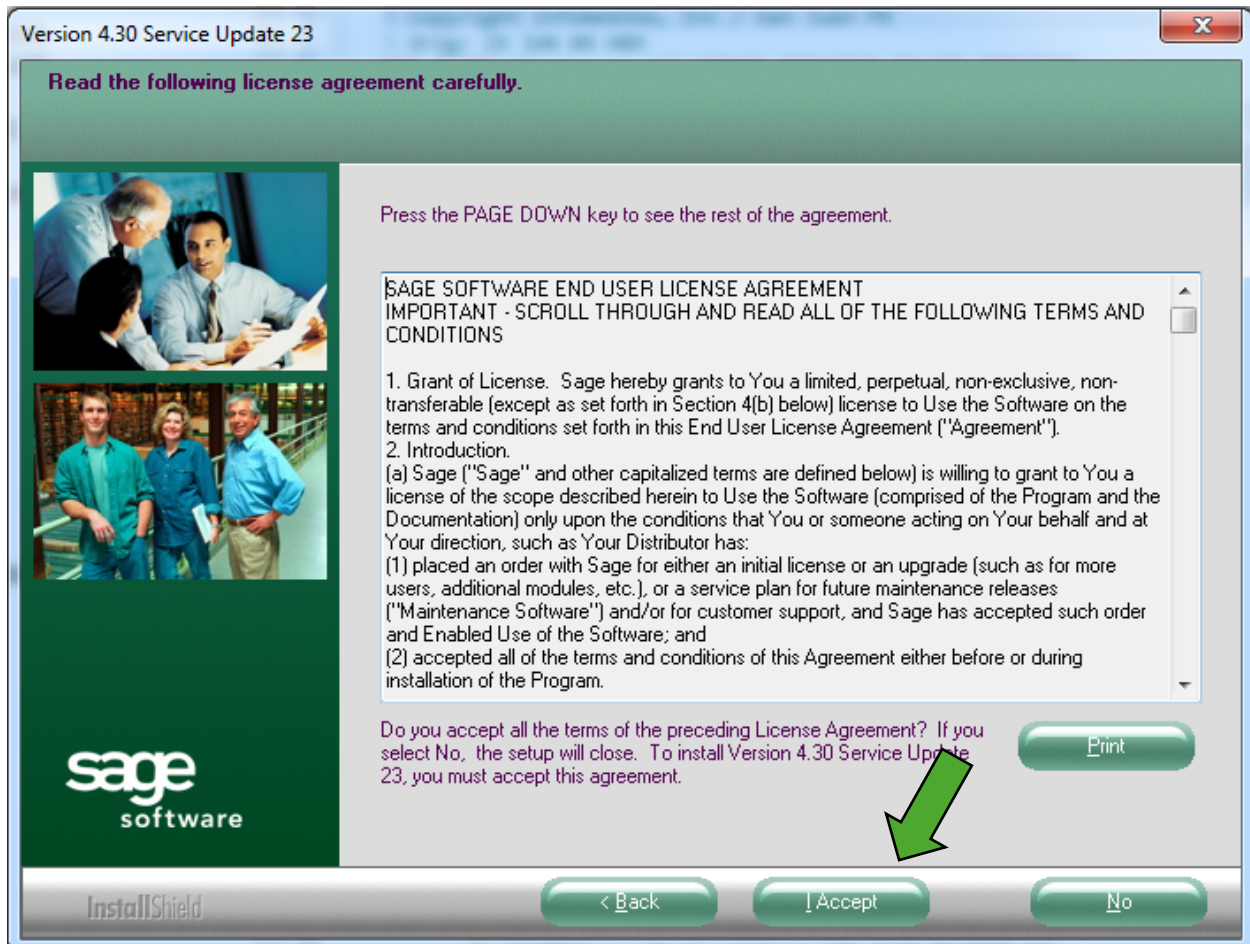 Version 4.30 Service Update 23
Read the following license agreement carefully.
Press the PAGE DOWN key to see the rest of the agreement.
SAGE SOFTWARE END USER LICENSE AGREEMENT
IMPORTANT - SCROLL THROUGH AND READ ALL OF THE FOLLOWING TERMS AND
CONDITIONS
1. Grant of License.  Sage hereby grants to You a limited, perpetual, non-exclusive, non-
transferable (except as set forth in Section 4(b) below) license to Use the Software on the
terms and conditions set forth in this End User License Agreement ("Agreement").
2. Introduction.
(a) Sage ("Sage" and other capitalized terms are defined below) is willing to grant to You a
license of the scope described herein to Use the Software (comprised of the Program and the
Documentation) only upon the conditions that You or someone acting on Your behalf and at
Your direction, such as Your Distributor has:
(1) placed an order with Sage for either an initial license or an upgrade (such as for more
users, additional modules, etc.), or a service plan for future maintenance releases
("Maintenance Software") and/or for customer support, and Sage has accepted such order
and Enabled Use of the Software; and
(2) accepted all of the terms and conditions of this Agreement either before or during
installation of the Program.
Do you accept all the terms of the preceding License Agreement?  If you
select No,  the setup will close.  To install Version 4.30 Service Update
23, you must accept this agreement.
Print
sage
software
InstallShield
< Back
I Accept
No